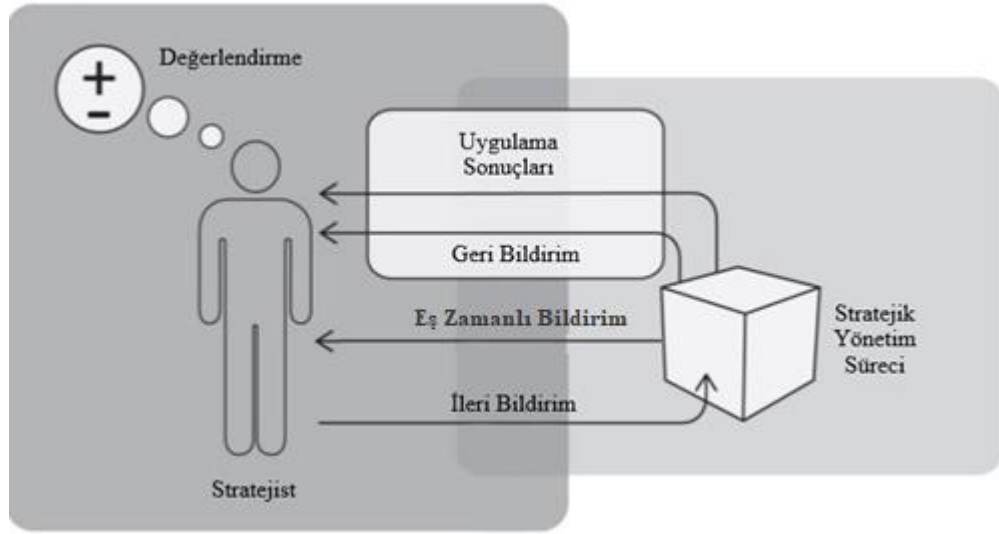 Değerlendirme
Uygulama
Sonuçları
Geri Bildirim
Eş Zamanlı Bildirim
İleri Bildirim
Stratejik
Yönetim
Süreci
Stratejist